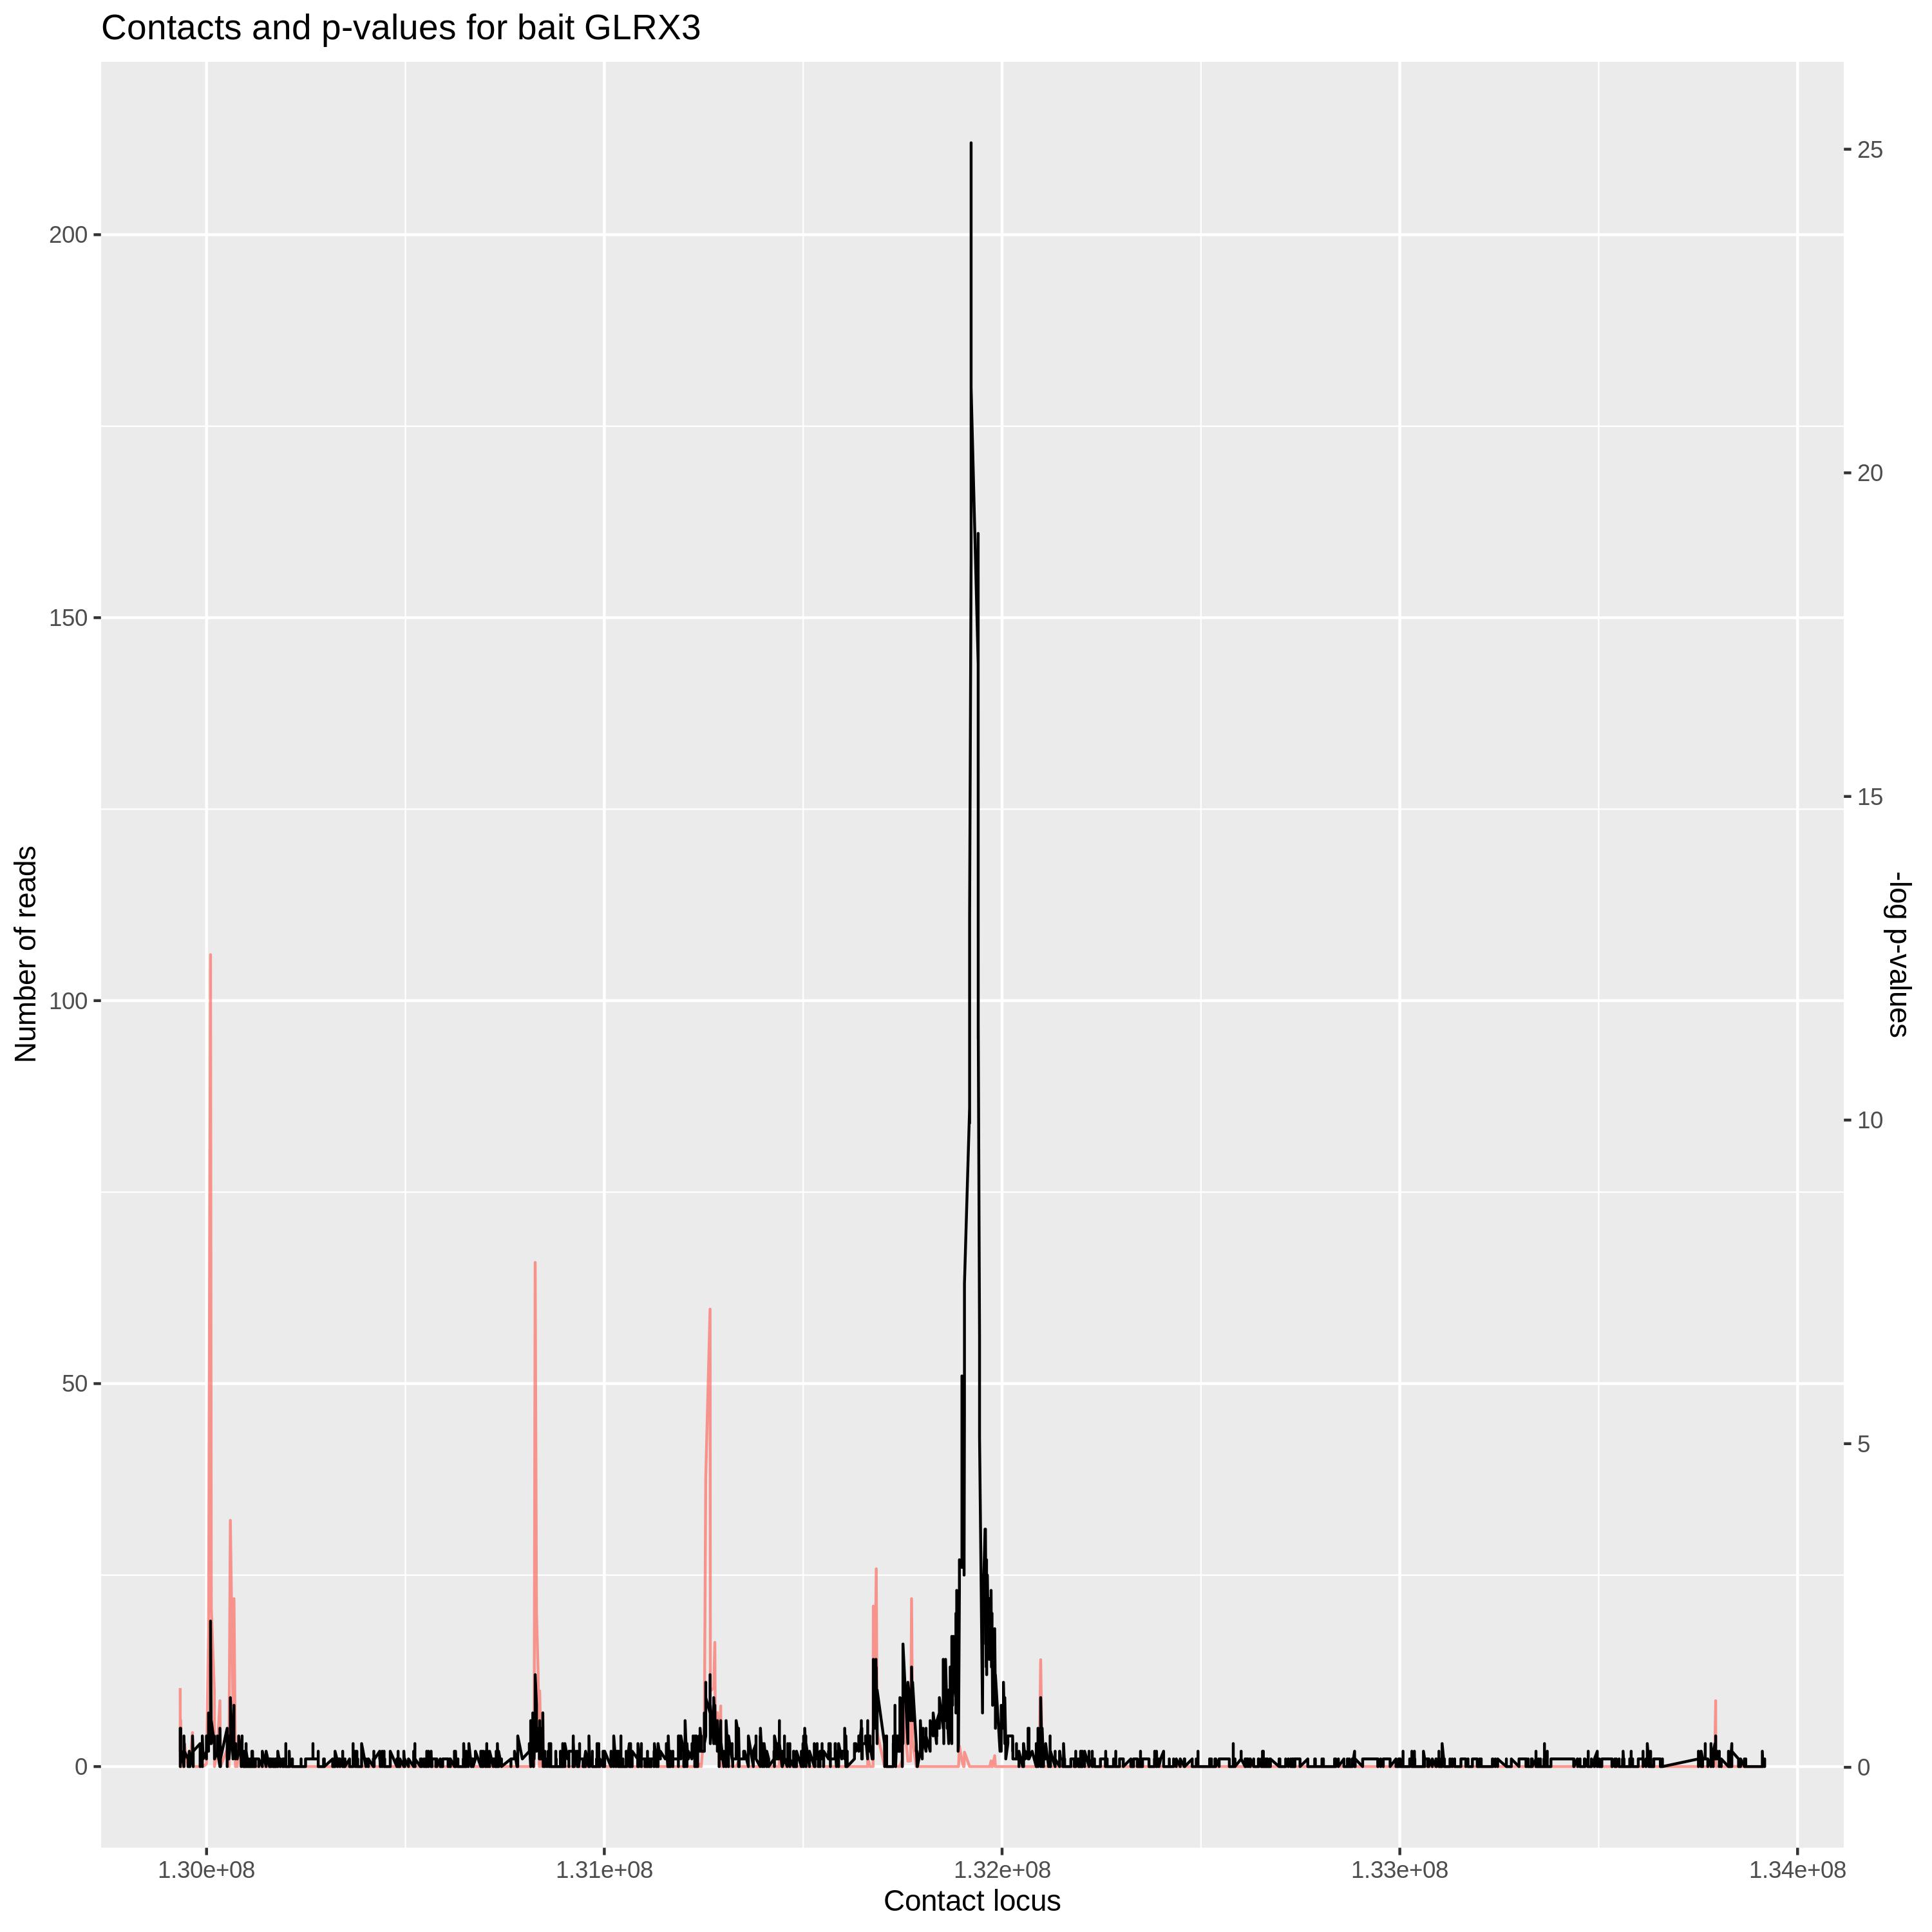 Contacts and p-values for bait GLRX3
Number of reads
200
150
100
50
0
25
20
15
10
5
0
-log p-values
1.30e+08 1.31e+08 1.32e+08 1.33e+08 1.34e+08
Contact locus